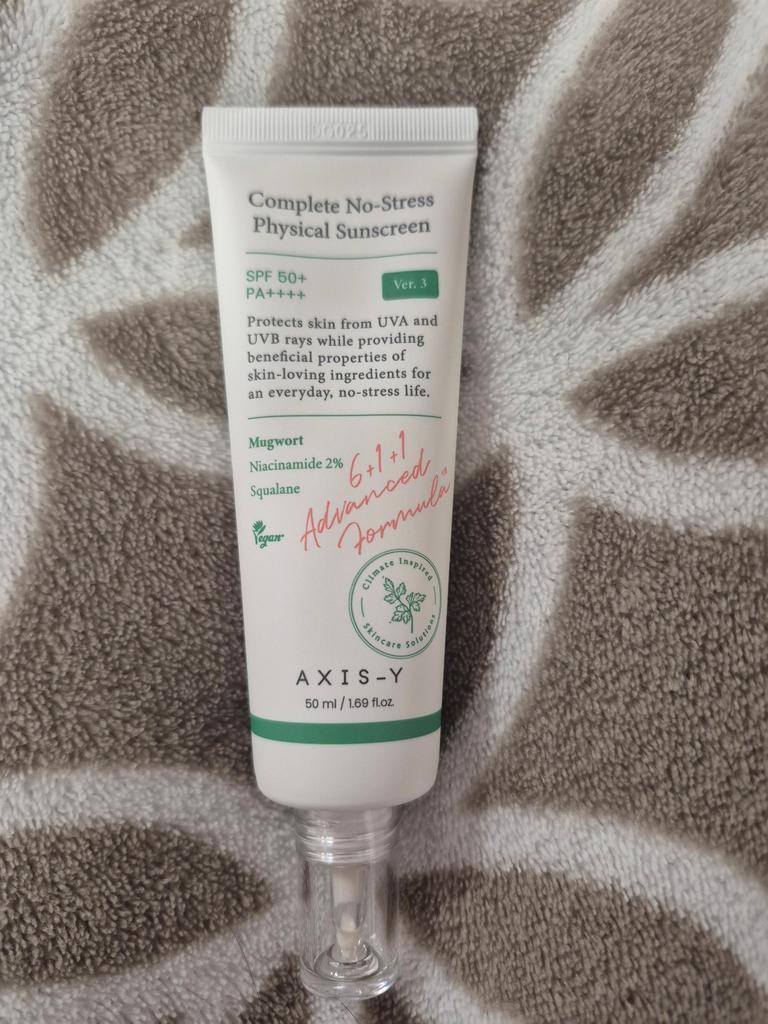 DG025
Complete No-Stress
Physical Sunscreen
SPF 50+
PA++++
Ver. 3
Protects skin from UVA and
UVB rays while providing
beneficial properties of
skin-loving ingredients for
an everyday, no-stress life.
Mugwort
Niacinamide 2%
Squalane
6+1+1
Advanced
Formula
Vegan
Climate Inspired
Skincare Solutions
AXIS-Y
50 ml / 1.69 fl.oz.